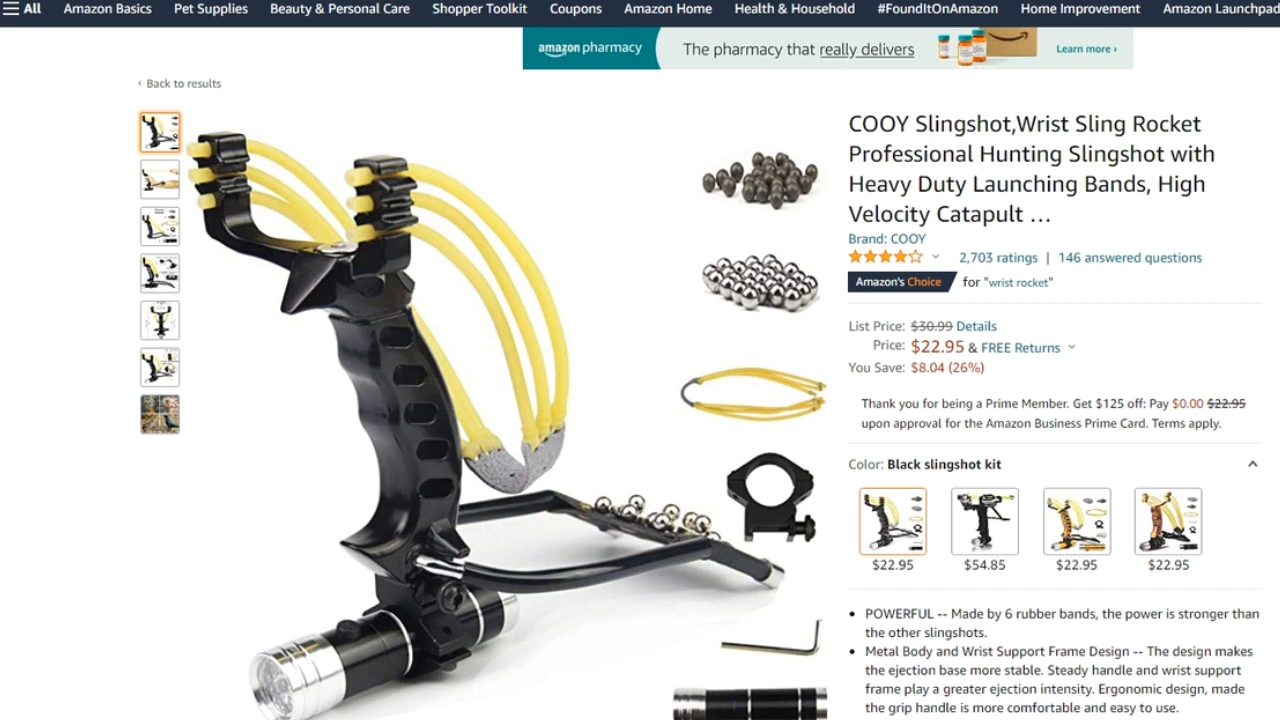 All Amazon Basics Pet Supplies Beauty & Personal Care Shopper Toolkit Coupons Amazon Home Health & Household #FoundItOnAmazon Home Improvement Amazon Launchpad
amazon pharmacy The pharmacy that really delivers Learn more ›
‹ Back to results
COOY Slingshot,Wrist Sling Rocket
Professional Hunting Slingshot with
Heavy Duty Launching Bands, High
Velocity Catapult …
Brand: COOY
2,703 ratings | 146 answered questions
Amazon's Choice for "wrist rocket"
List Price: $30.99 Details
Price: $22.95 & FREE Returns
You Save: $8.04 (26%)
Thank you for being a Prime Member. Get $125 off: Pay $0.00 $22.95
upon approval for the Amazon Business Prime Card. Terms apply.
Color: Black slingshot kit
$22.95 $54.85 $22.95 $22.95
• POWERFUL -- Made by 6 rubber bands, the power is stronger than
the other slingshots.
• Metal Body and Wrist Support Frame Design -- The design makes
the ejection base more stable. Steady handle and wrist support
frame play a greater ejection intensity. Ergonomic design, made
the grip handle is more comfortable and easy to use.